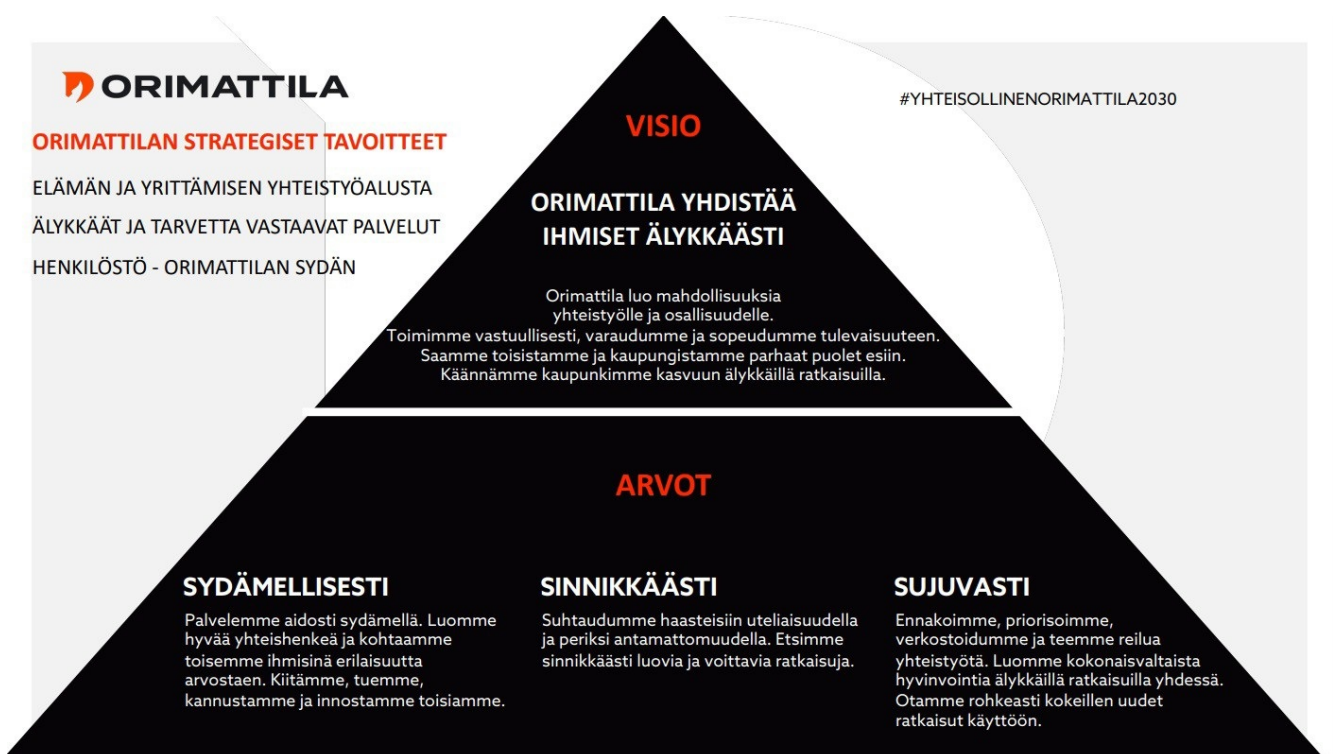 ORIMATTILA
ORIMATTILAN STRATEGISET TAVOITTEET
ELÄMÄN JA YRITTÄMISEN YHTEISTYÖALUSTA
ÄLYKKÄÄT JA TARVETTA VASTAAVAT PALVELUT
HENKILÖSTÖ - ORIMATTILAN SYDÄN
#YHTEISOLLINENORIMATTILA2030
VISIO
ORIMATTILA YHDISTÄÄ
IHMISET ÄLYKKÄÄSTI
Orimattila luo mahdollisuuksia
yhteistyölle ja osallisuudelle.
Toimimme vastuullisesti, varaudumme ja sopeudumme tulevaisuuteen.
Saamme toisistamme ja kaupungistamme parhaat puolet esiin.
Käännämme kaupunkimme kasvuun älykkäillä ratkaisuilla.
ARVOT
SYDÄMELLISESTI
Palvelemme aidosti sydämellä. Luomme
hyvää yhteishenkeä ja kohtaamme
toisemme ihmisinä erilaisuutta
arvostaen. Kiitämme, tuemme,
kannustamme ja innostamme toisiamme.
SINNIKKÄÄSTI
Suhtaudumme haasteisiin uteliaisuudella
ja periksi antamattomuudella. Etsimme
sinnikkäästi luovia ja voittavia ratkaisuja.
SUJUVASTI
Ennakoimme, priorisoimme,
verkostoidumme ja teemme reilua
yhteistyötä. Luomme kokonaisvaltaista
hyvinvointia älykkäillä ratkaisuilla yhdessä.
Otamme rohkeasti kokeillen uudet
ratkaisut käyttöön.